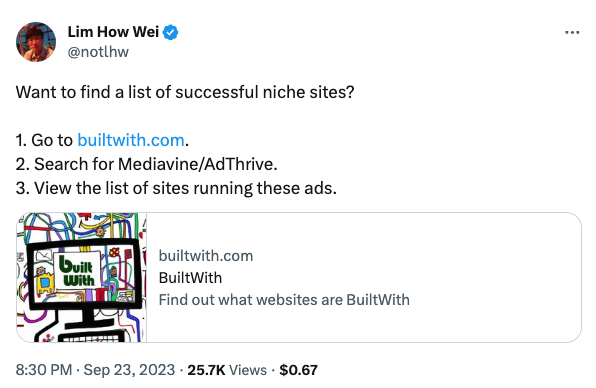 Lim How Wei
@notlhw
Want to find a list of successful niche sites?
1. Go to builtwith.com.
2. Search for Mediavine/AdThrive.
3. View the list of sites running these ads.
built
With
builtwith.com
BuiltWith
Find out what websites are BuiltWith
8:30 PM · Sep 23, 2023 · 25.7K Views · $0.67